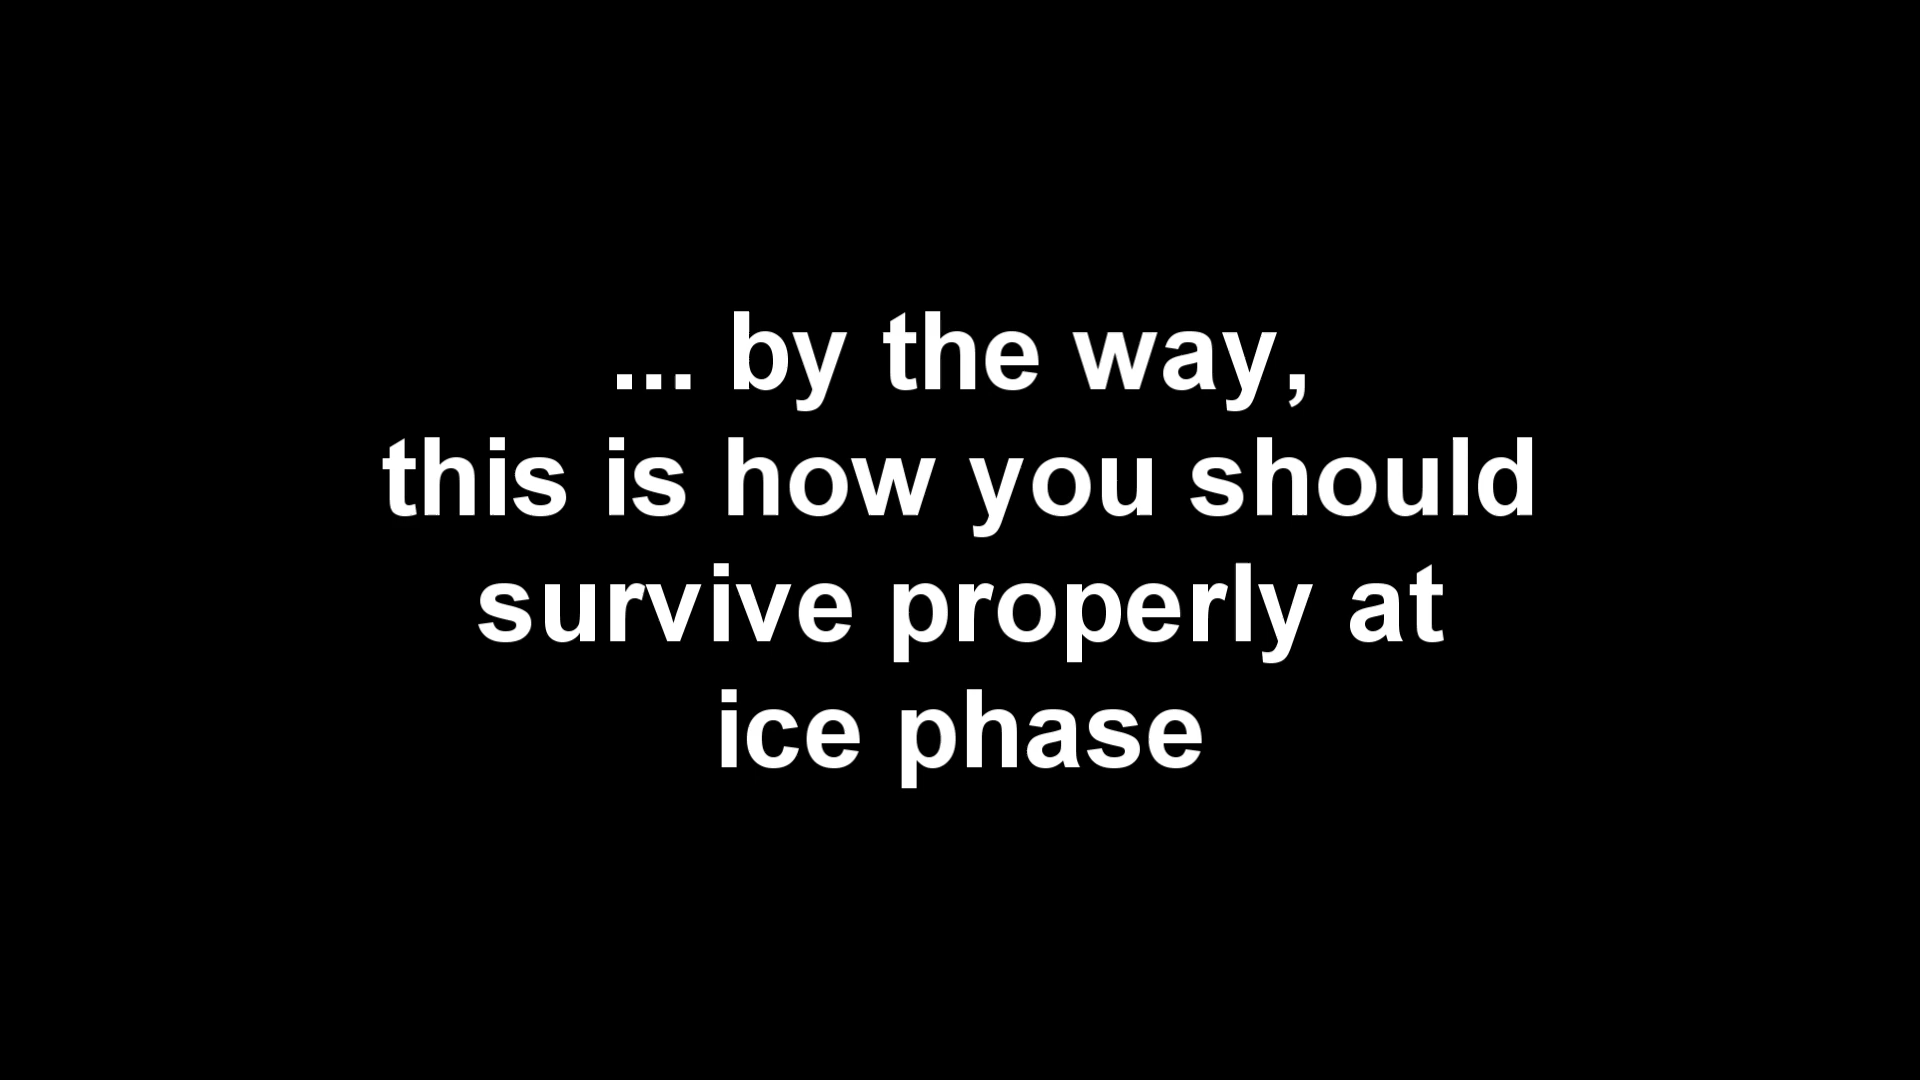 ... by the way,
this is how you should
survive properly at
ice phase